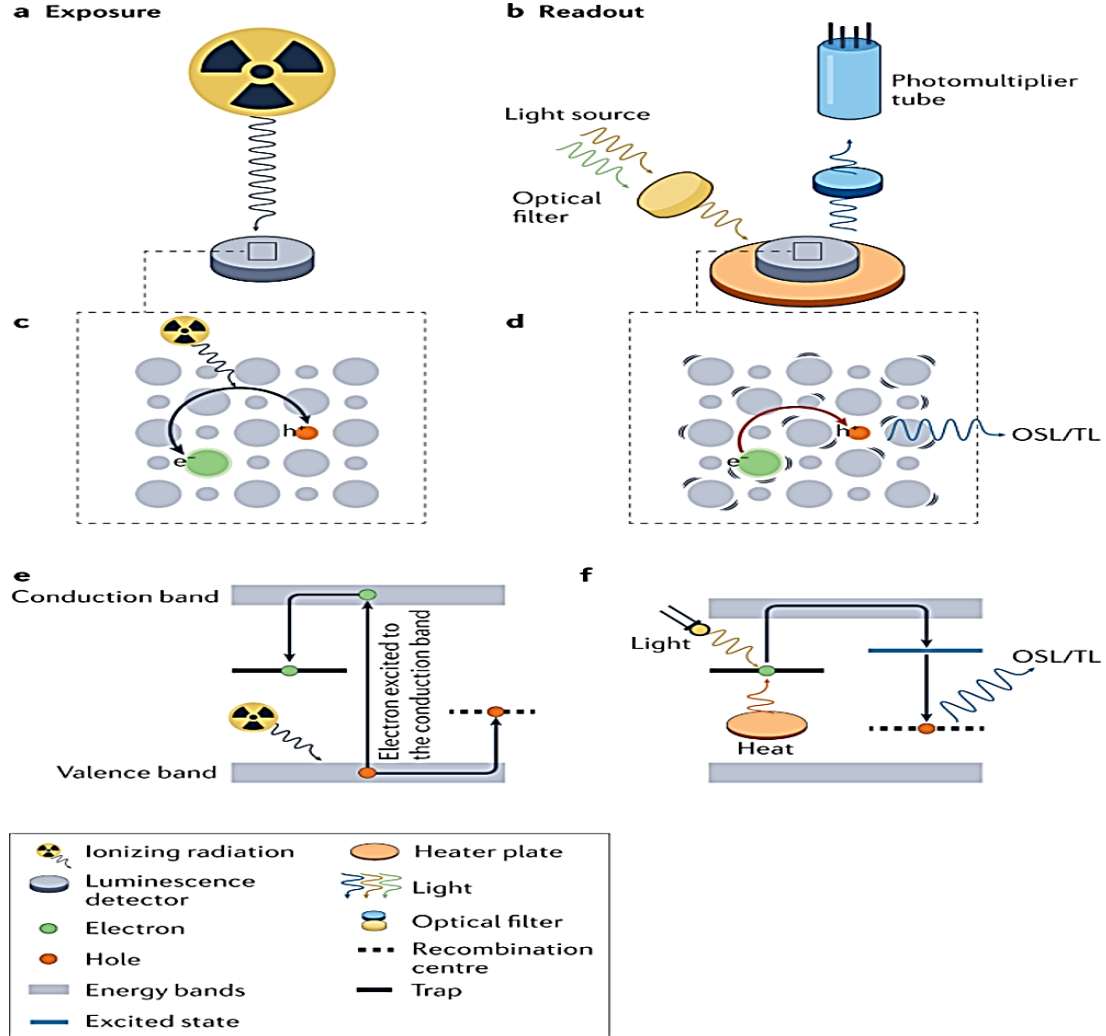 a Exposure
b Readout
Photomultiplier
tube
Light source
Optical
filter
c
d
h⁺
e⁻
h⁺
e⁻
OSL/TL
e
f
Conduction band
Electron excited to
the conduction band
Valence band
Light
Heat
OSL/TL
Ionizing radiation
Luminescence
detector
Electron
Hole
Energy bands
Excited state
Heater plate
Light
Optical filter
Recombination
centre
Trap